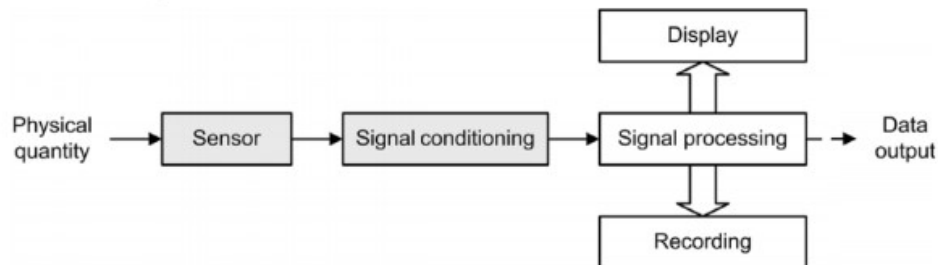 Display
Physical
quantity
Sensor
Signal conditioning
Signal processing
Data
output
Recording